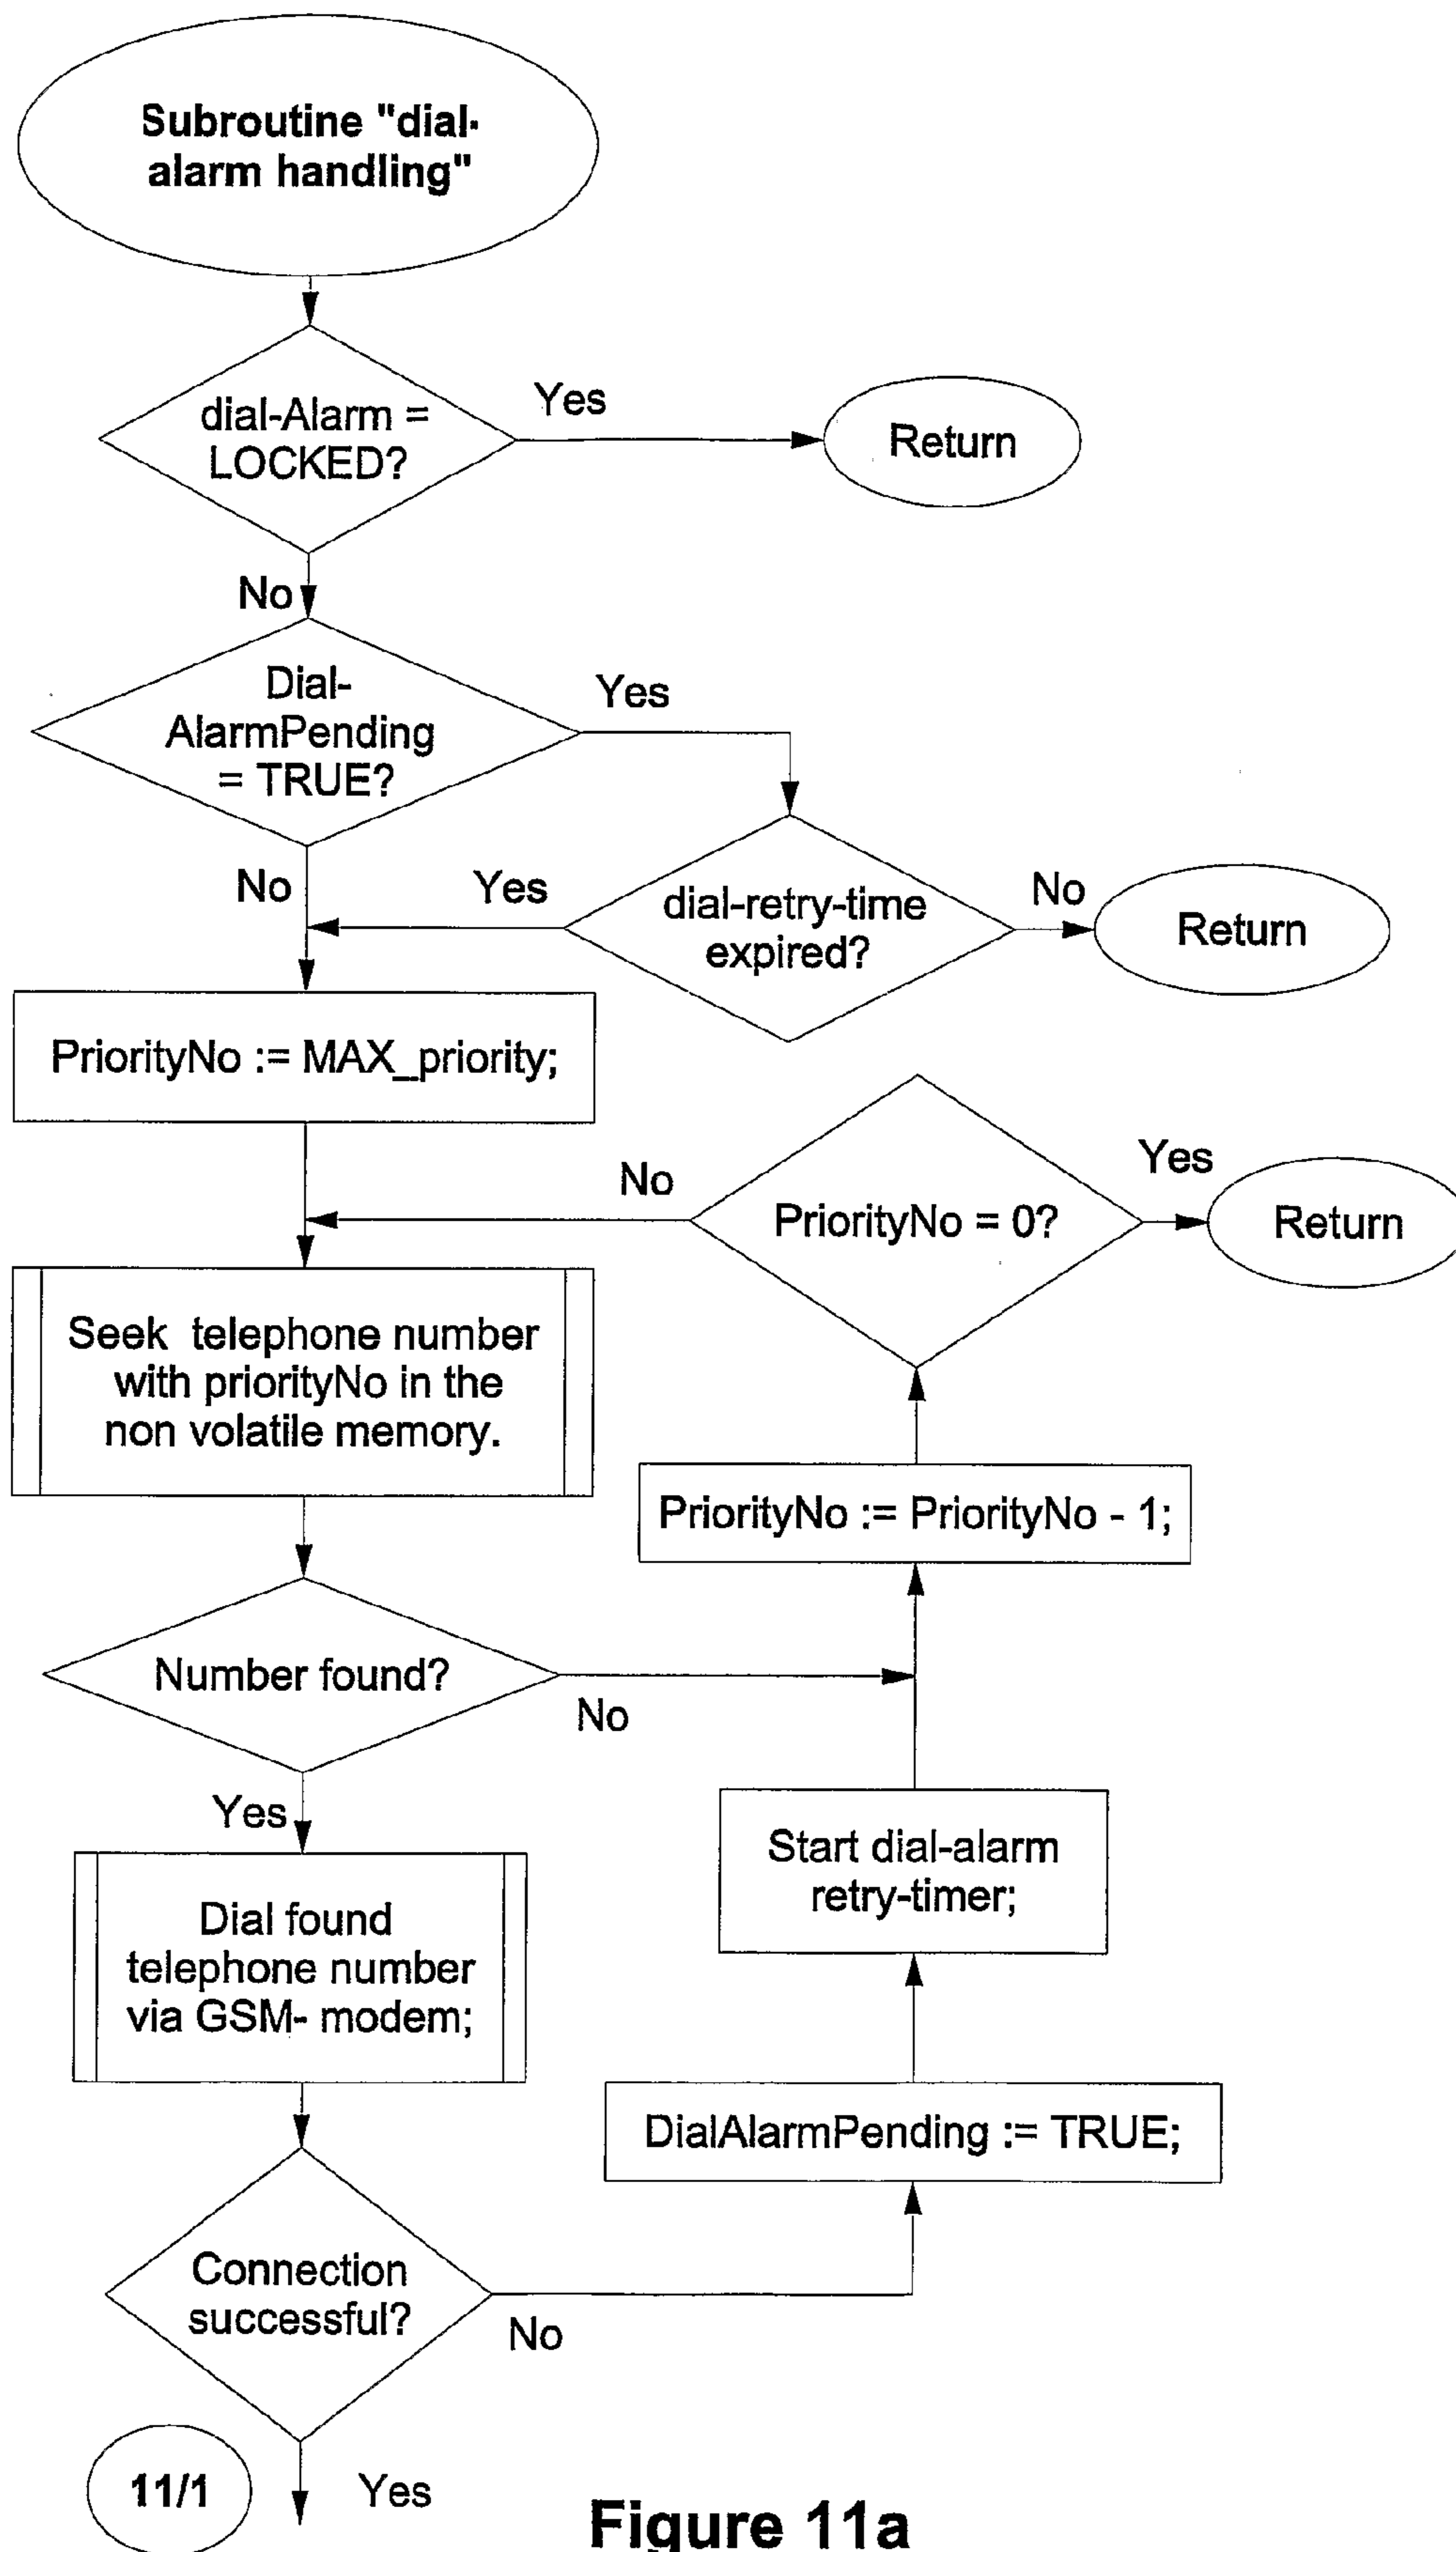 Subroutine "dial-
alarm handling"
dial-Alarm =
LOCKED?
Yes
Return
No
Dial-
AlarmPending
= TRUE?
Yes
No
Yes
dial-retry-time
expired?
No
Return
PriorityNo := MAX_priority;
No
PriorityNo = 0?
Yes
Return
Seek telephone number
with priorityNo in the
non volatile memory.
PriorityNo := PriorityNo - 1;
Number found?
No
Yes
Start dial-alarm
retry-timer;
Dial found
telephone number
via GSM- modem;
DialAlarmPending := TRUE;
Connection
successful?
No
11/1
Yes
Figure 11a